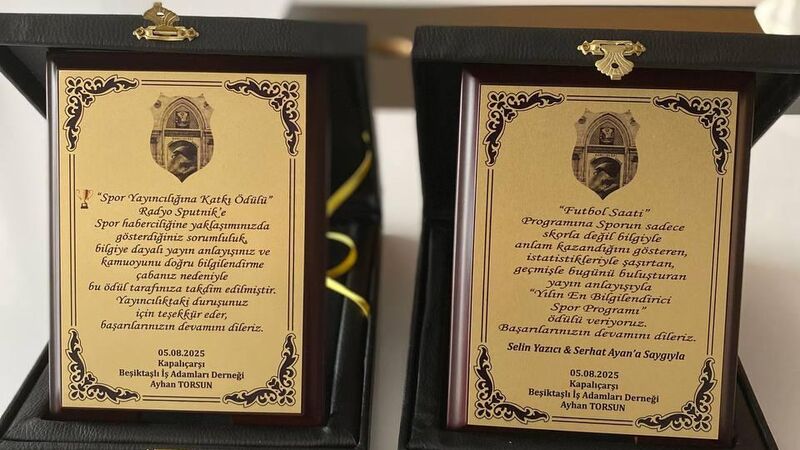 "Spor Yayıncılığına Katkı Ödülü"
Radyo Sputnik'e
Spor haberciliğine yaklaşımınızda
gösterdiğiniz sorumluluk,
bilgiye dayalı yayın anlayışınız ve
kamuoyunu doğru bilgilendirme
çabanız nedeniyle
bu ödül tarafınıza takdim edilmiştir.
Yayıncılıktaki duruşunuz
için teşekkür eder,
başarılarınızın devamını dileriz.
05.08.2025
Kapalıçarşı
Beşiktaşlı İş Adamları Derneği
Ayhan TORSUN
"Futbol Saati"
Programına Sporun sadece
skorla değil bilgiyle
anlam kazandığını gösteren,
istatistikleriyle şaşırtan,
geçmişle bugünü buluşturan
yayın anlayışıyla
"Yılın En Bilgilendirici
Spor Programı"
ödülü veriyoruz.
Başarılarınızın devamını dileriz.
Selin Yazıcı & Serhat Ayan'a Saygıyla
05.08.2025
Kapalıçarşı
Beşiktaşlı İş Adamları Derneği
Ayhan TORSUN